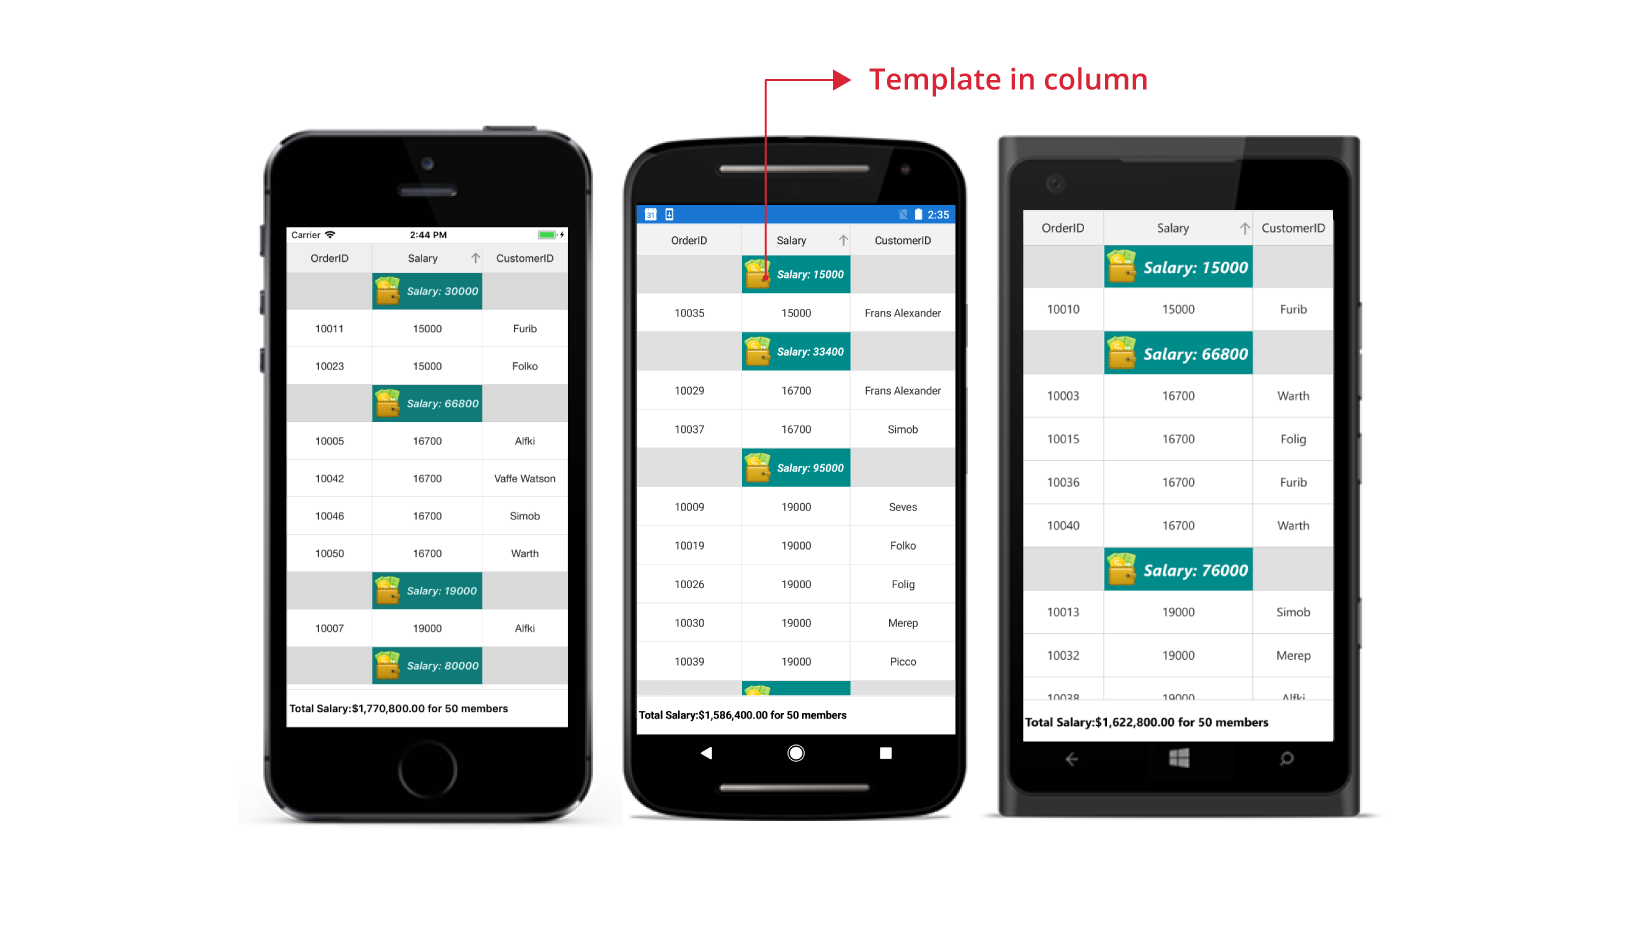 Template in column
Carrier 2:44 PM
OrderID Salary CustomerID
Salary: 30000
10011 15000 Furib
10023 15000 Folko
Salary: 66800
10005 16700 Alfki
10042 16700 Vaffe Watson
10046 16700 Simob
10050 16700 Warth
Salary: 19000
10007 19000 Alfki
Salary: 80000
Total Salary:$1,770,800.00 for 50 members
31 2:35
OrderID Salary CustomerID
Salary: 15000
10035 15000 Frans Alexander
Salary: 33400
10029 16700 Frans Alexander
10037 16700 Simob
Salary: 95000
10009 19000 Seves
10019 19000 Folko
10026 19000 Folig
10030 19000 Merep
10039 19000 Picco
Total Salary:$1,586,400.00 for 50 members
OrderID Salary CustomerID
Salary: 15000
10010 15000 Furib
Salary: 66800
10003 16700 Warth
10015 16700 Folig
10036 16700 Furib
10040 16700 Warth
Salary: 76000
10013 19000 Simob
10032 19000 Merep
10038 19000 Alfki
Total Salary:$1,622,800.00 for 50 members